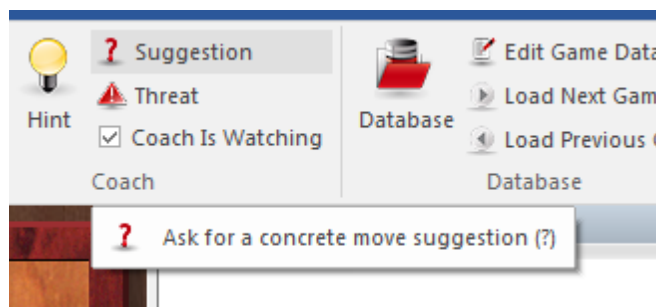 Suggestion
Edit Game Data
Threat
Load Next Gam
Hint
Coach Is Watching
Database
Load Previous
Coach
Database
Ask for a concrete move suggestion (?)